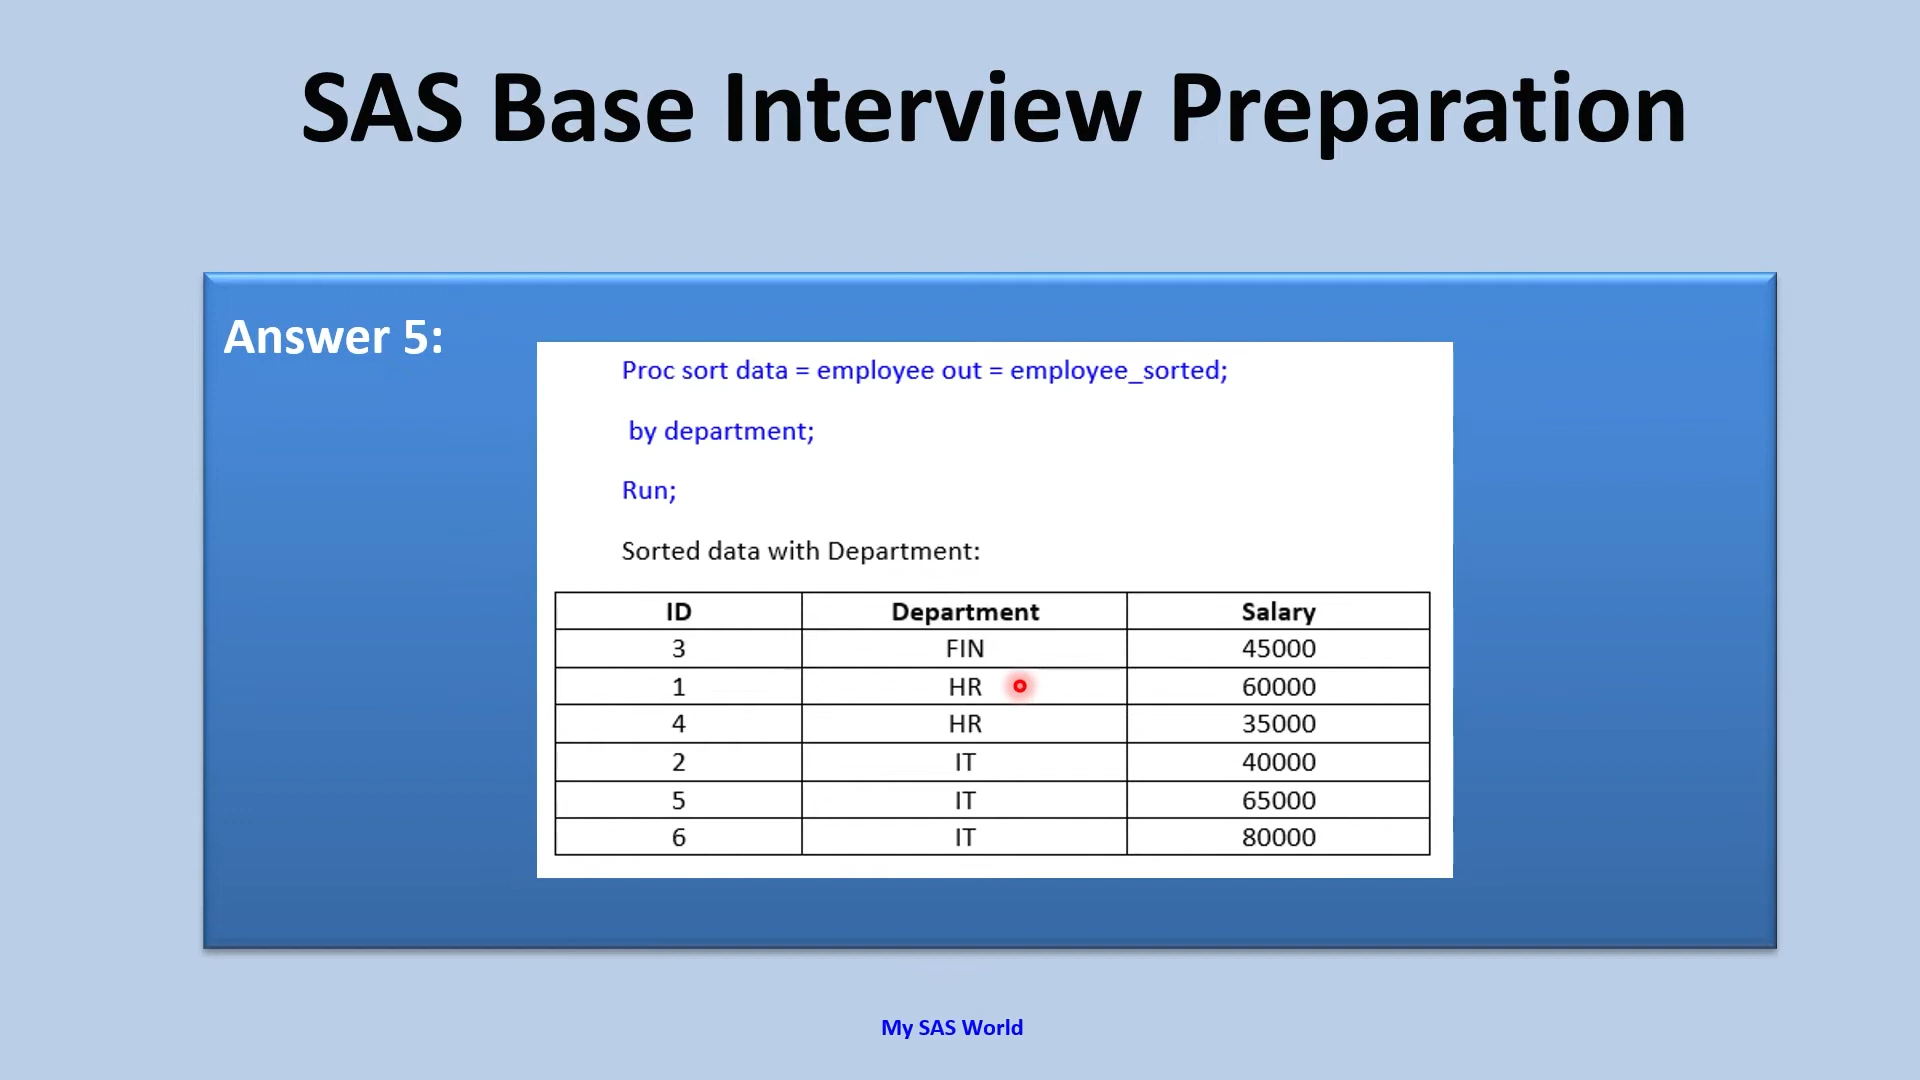 SAS Base Interview Preparation
Answer 5:
Proc sort data = employee out = employee_sorted;
by department;
Run;
Sorted data with Department:
ID Department Salary
3 FIN 45000
1 HR 60000
4 HR 35000
2 IT 40000
5 IT 65000
6 IT 80000
My SAS World